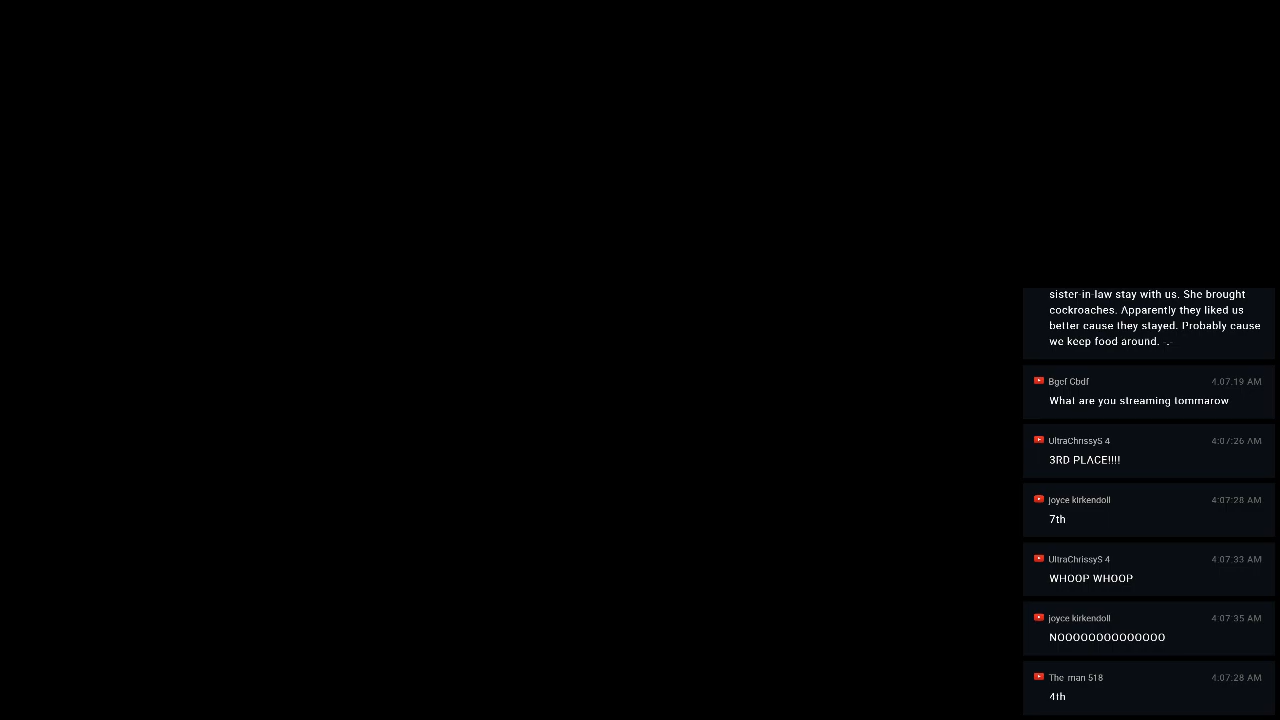 sister-in-law stay with us. She brought
cockroaches. Apparently they liked us
better cause they stayed. Probably cause
we keep food around. -.-
Bgef Cbdf 4:07:19 AM
What are you streaming tommarow
UltraChrissyS 4 4:07:26 AM
3RD PLACE!!!!
joyce kirkendoll 4:07:28 AM
7th
UltraChrissyS 4 4:07:33 AM
WHOOP WHOOP
joyce kirkendoll 4:07:35 AM
NOOOOOOOOOOOOOO
The man 518 4:07:28 AM
4th